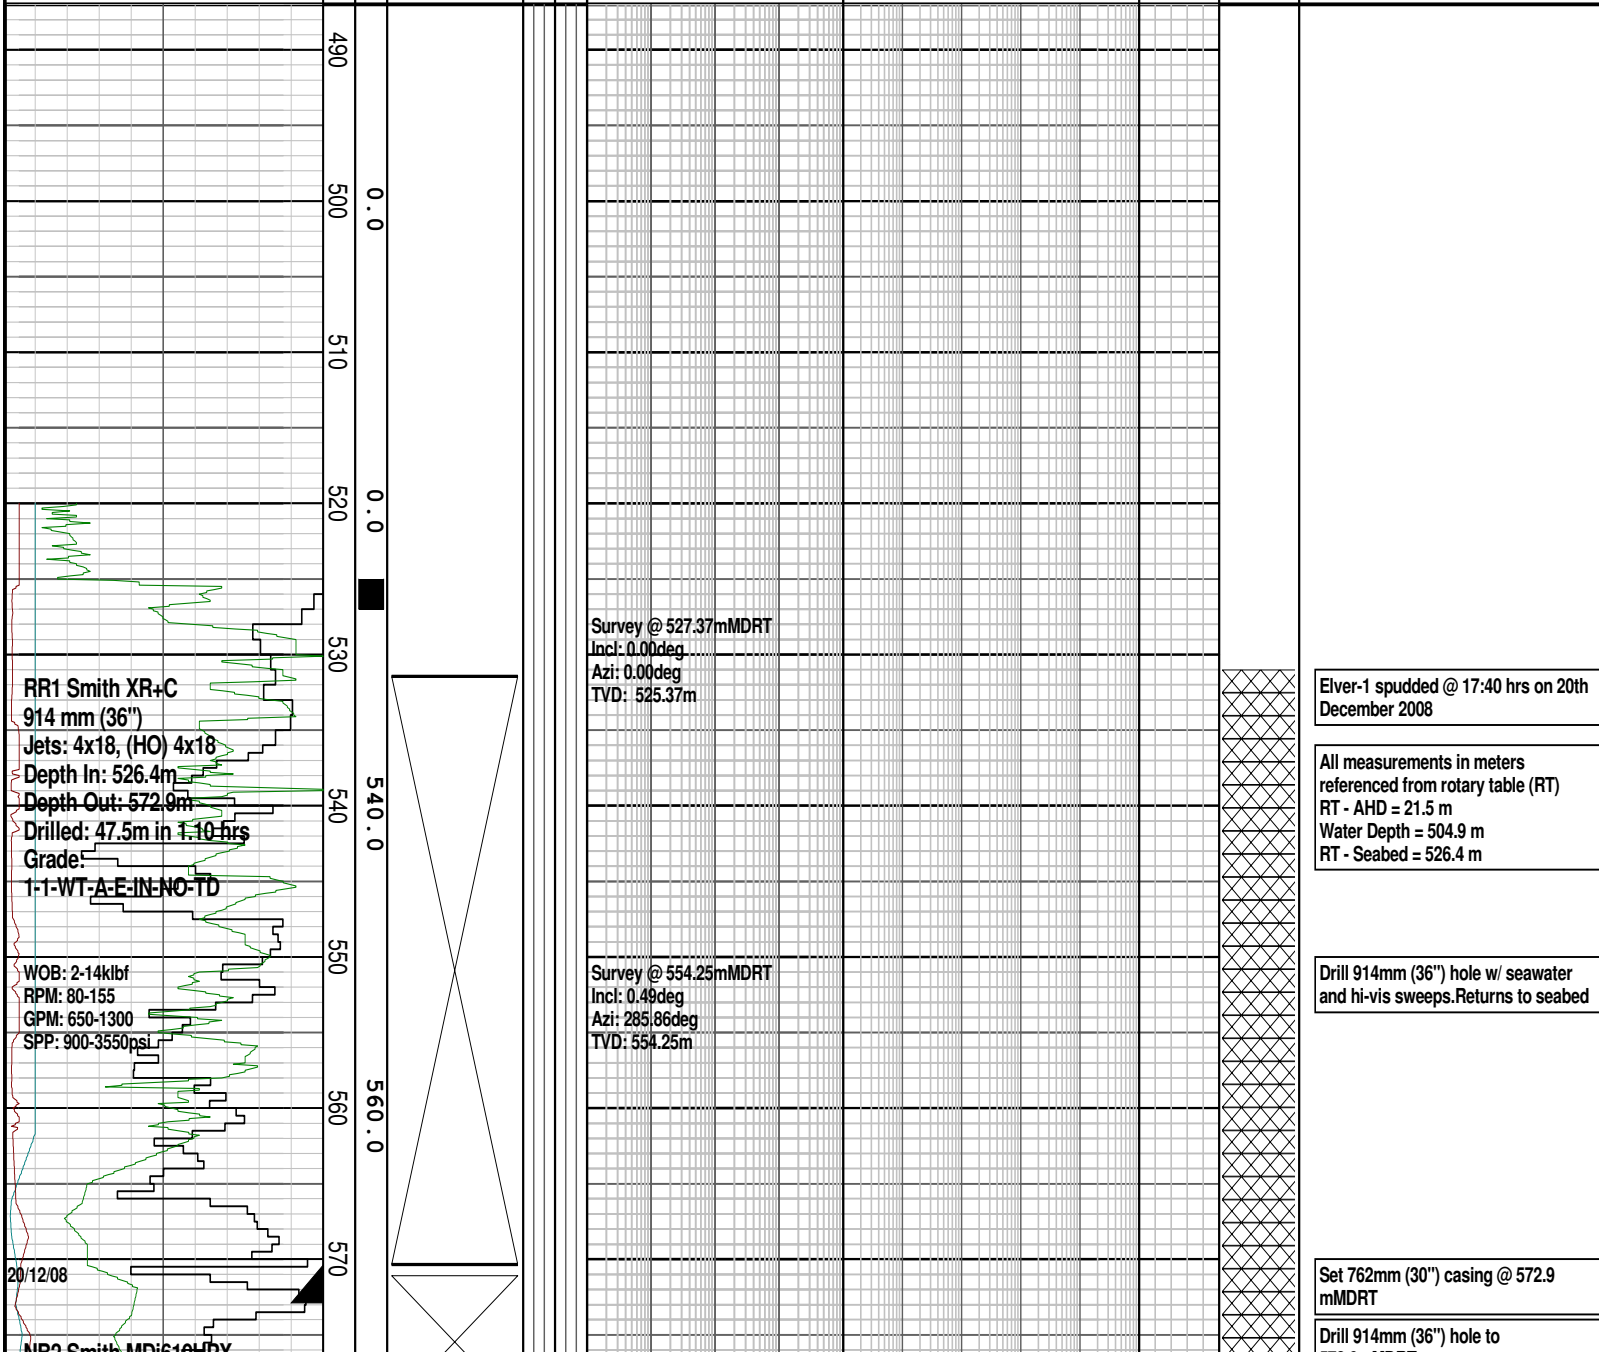 490
500
0.0
510
520
0.0
530
540
540.0
550
560
560.0
570
RR1 Smith XR+C
914 mm (36")
Jets: 4x18, (HO) 4x18
Depth In: 526.4m
Depth Out: 572.9m
Drilled: 47.5m in 1.10 hrs
Grade:
1-1-WT-A-E-IN-NO-TD
WOB: 2-14klbf
RPM: 80-155
GPM: 650-1300
SPP: 900-3550psi
20/12/08
NB2 Smith
Survey @ 527.37mMDRT
Incl: 0.00deg
Azi: 0.00deg
TVD: 525.37m
Survey @ 554.25mMDRT
Incl: 0.49deg
Azi: 285.86deg
TVD: 554.25m
Elver-1 spudded @ 17:40 hrs on 20th
December 2008
All measurements in meters
referenced from rotary table (RT)
RT - AHD = 21.5 m
Water Depth = 504.9 m
RT - Seabed = 526.4 m
Drill 914mm (36") hole w/ seawater
and hi-vis sweeps.Returns to seabed
Set 762mm (30") casing @ 572.9
mMDRT
Drill 914mm (36") hole to